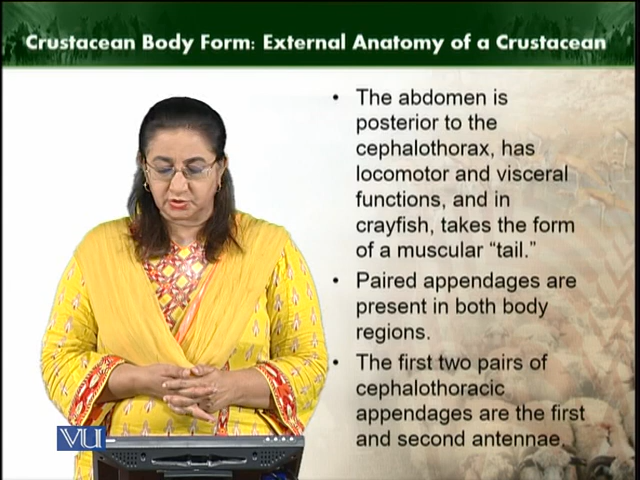 Crustacean Body Form: External Anatomy of a Crustacean
• The abdomen is
posterior to the
cephalothorax, has
locomotor and visceral
functions, and in
crayfish, takes the form
of a muscular “tail.”
• Paired appendages are
present in both body
regions.
• The first two pairs of
cephalothoracic
appendages are the first
and second antennae.
VU